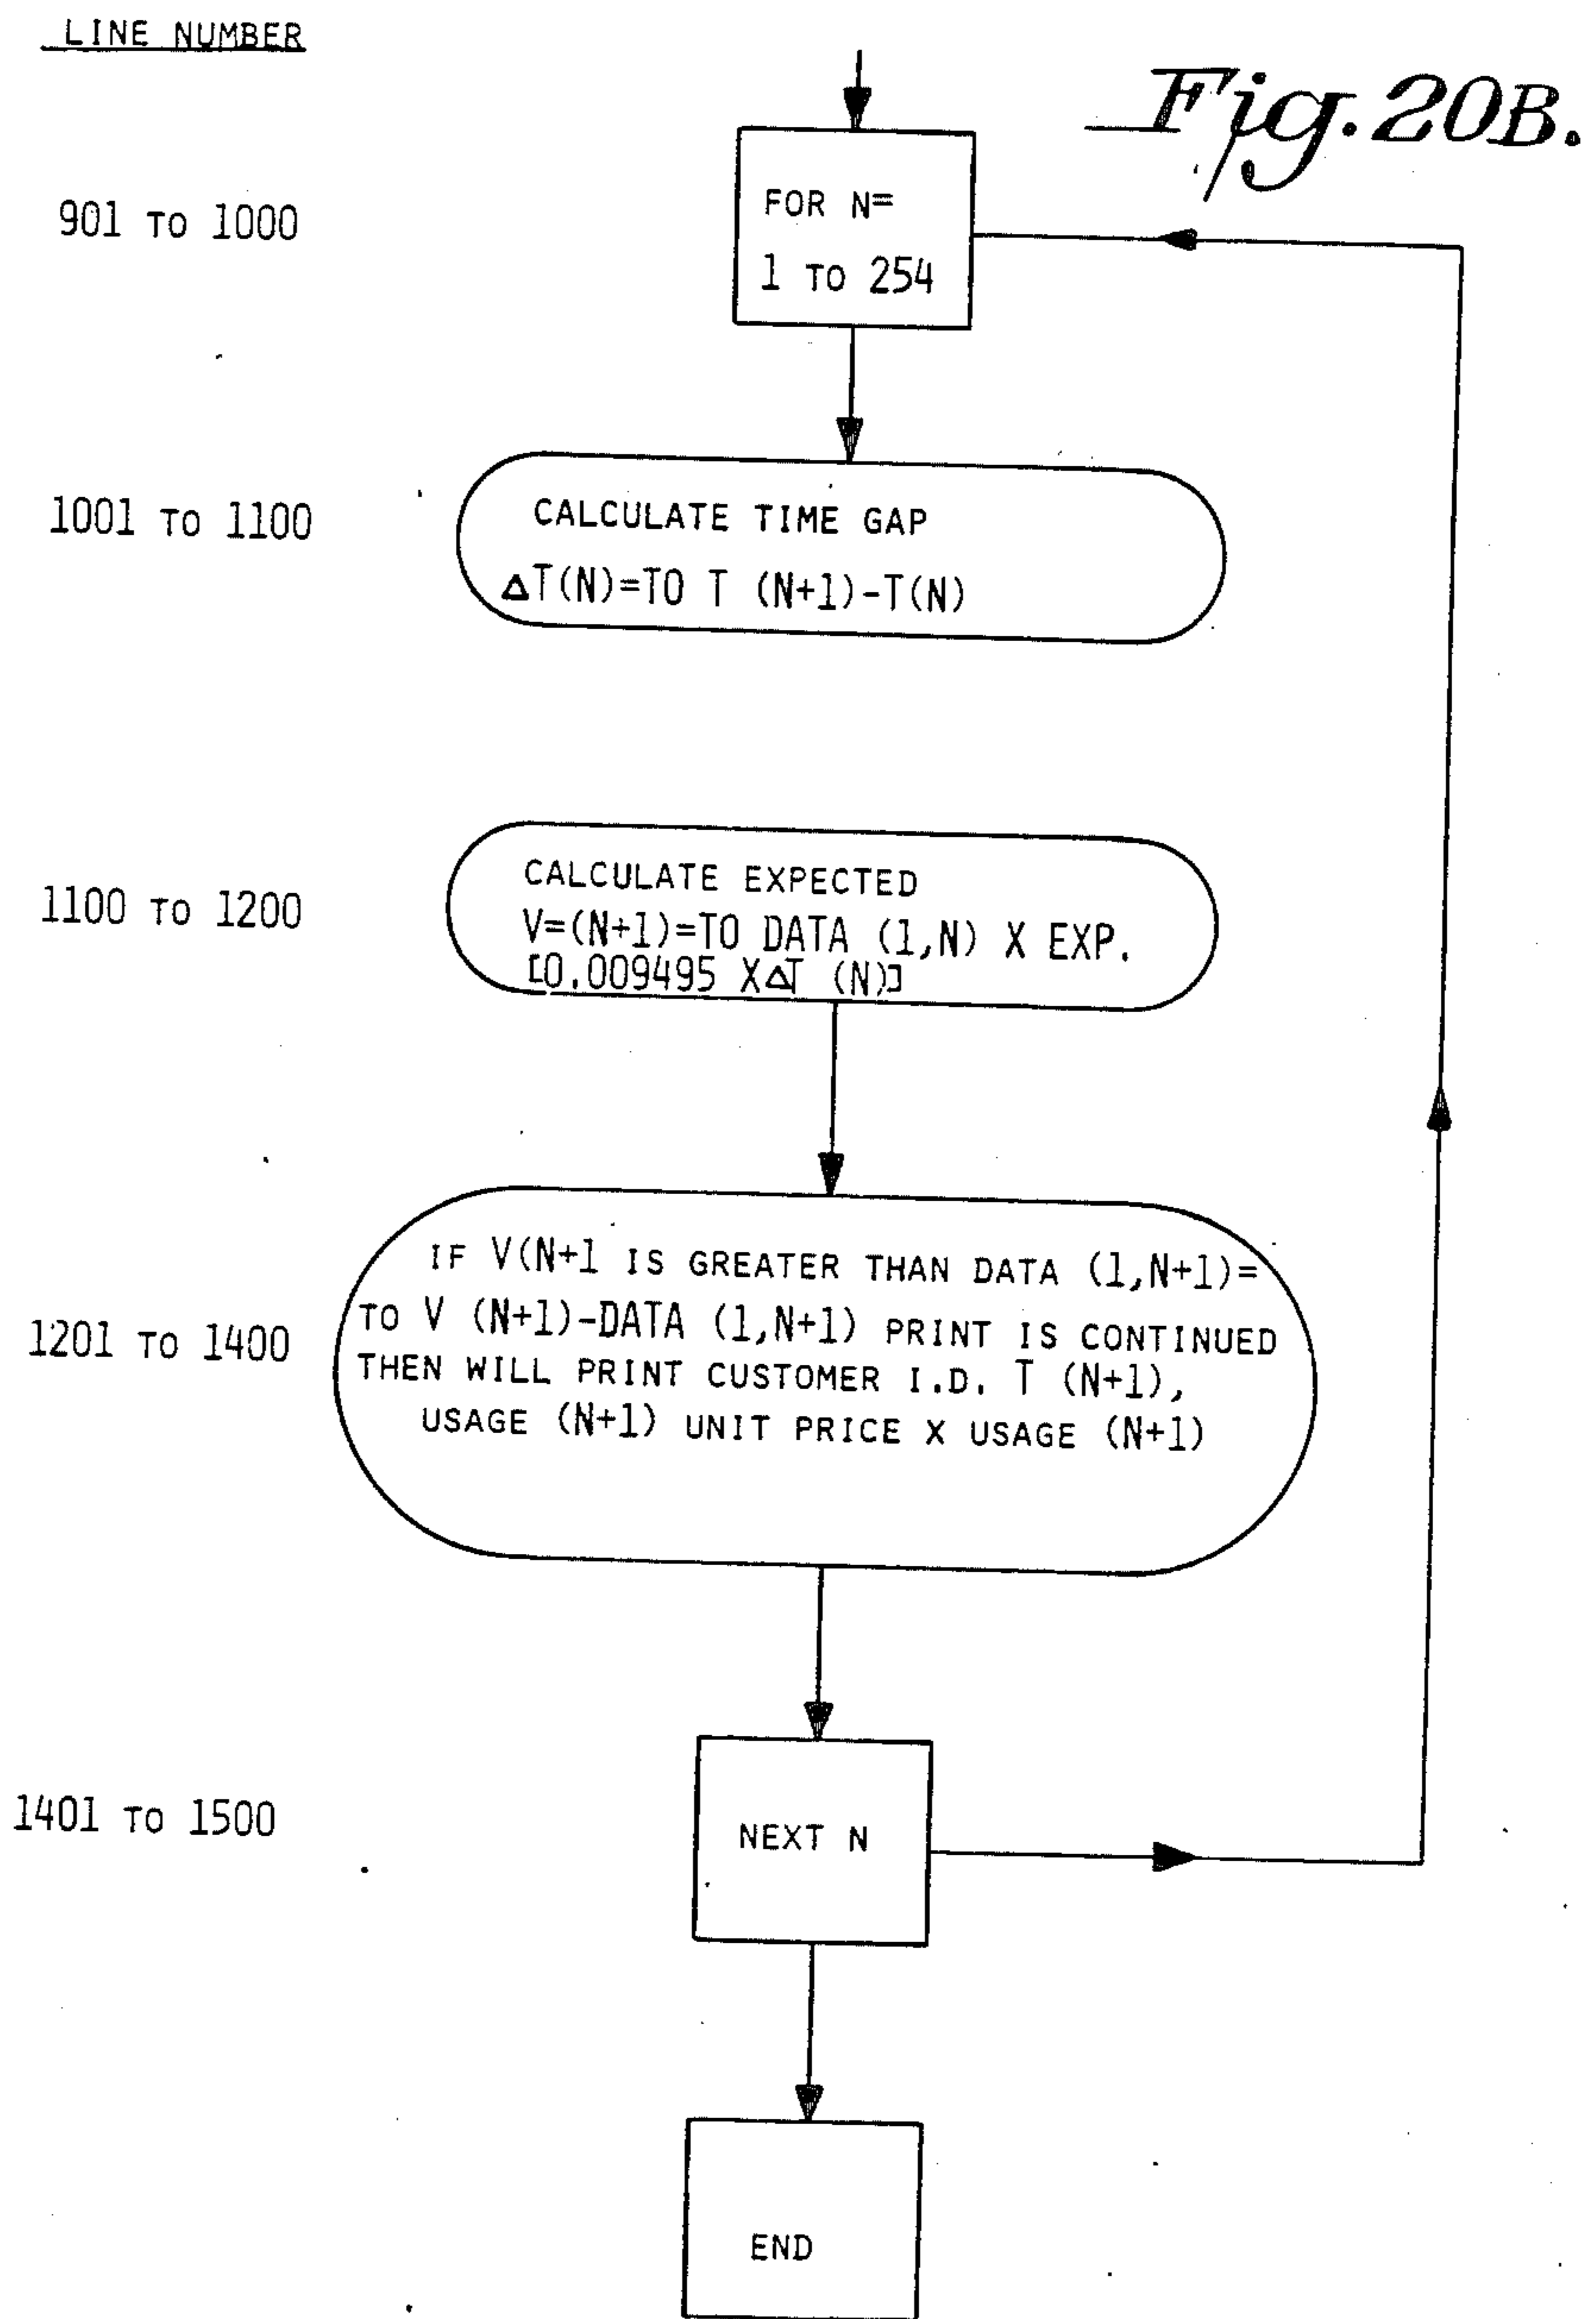 LINE NUMBER
Fig. 20B.
901 TO 1000
FOR N=
1 TO 254
1001 TO 1100
CALCULATE TIME GAP
ΔT(N)=TO T (N+1)-T(N)
1100 TO 1200
CALCULATE EXPECTED
V=(N+1)=TO DATA (1,N) X EXP.
[0.009495 XΔT (N)]
1201 TO 1400
IF V(N+1 IS GREATER THAN DATA (1,N+1)=
TO V (N+1)-DATA (1,N+1) PRINT IS CONTINUED
THEN WILL PRINT CUSTOMER I.D. T (N+1),
USAGE (N+1) UNIT PRICE X USAGE (N+1)
1401 TO 1500
NEXT N
END